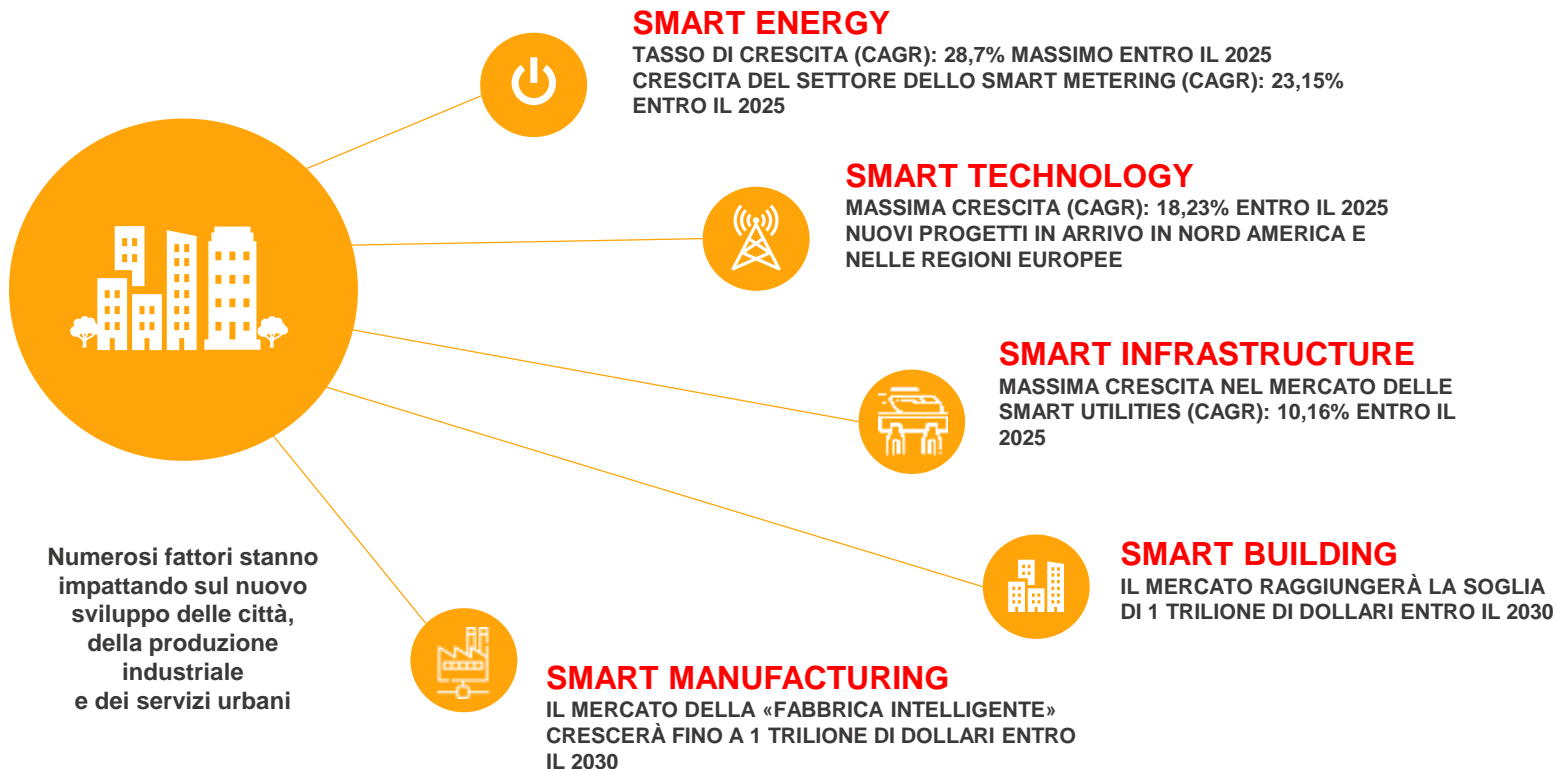 SMART ENERGY
TASSO DI CRESCITA (CAGR): 28,7% MASSIMO ENTRO IL 2025
CRESCITA DEL SETTORE DELLO SMART METERING (CAGR): 23,15%
ENTRO IL 2025
SMART TECHNOLOGY
MASSIMA CRESCITA (CAGR): 18,23% ENTRO IL 2025
NUOVI PROGETTI IN ARRIVO IN NORD AMERICA E
NELLE REGIONI EUROPEE
SMART INFRASTRUCTURE
MASSIMA CRESCITA NEL MERCATO DELLE
SMART UTILITIES (CAGR): 10,16% ENTRO IL
2025
SMART BUILDING
IL MERCATO RAGGIUNGERÀ LA SOGLIA
DI 1 TRILIONE DI DOLLARI ENTRO IL 2030
Numerosi fattori stanno
impattando sul nuovo
sviluppo delle città,
della produzione
industriale
e dei servizi urbani
SMART MANUFACTURING
IL MERCATO DELLA «FABBRICA INTELLIGENTE»
CRESCERÀ FINO A 1 TRILIONE DI DOLLARI ENTRO
IL 2030